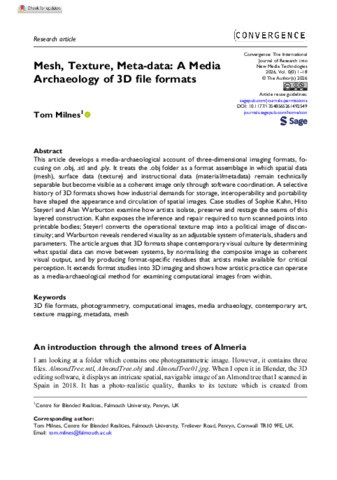 Check for updates
CONVERGENCE
Research article
Mesh, Texture, Meta-data: A Media
Archaeology of 3D file formats
Convergence: The International
Journal of Research into
New Media Technologies
2026, Vol. 0(0) 1–18
© The Author(s) 2026
Article reuse guidelines:
sagepub.com/journals-permissions
journals.sagepub.com/home/con
Sage
Tom Milnes1
Abstract
This article develops a media-archaeological account of three-dimensional imaging formats, fo-
cusing on .obj, .stl and .ply. It treats the .obj folder as a format assemblage in which spatial data
(mesh), surface data (texture) and instructional data (material/metadata) remain technically
separable but become visible as a coherent image only through software coordination. A selective
history of 3D formats shows how industrial demands for storage, interoperability and portability
have shaped the appearance and circulation of spatial images. Case studies of Sophie Kahn, Hito
Steyerl and Alan Warburton examine how artists isolate, preserve and restage the seams of this
layered construction. Kahn exposes the inference and repair required to turn scanned points into
printable bodies; Steyerl converts the operational texture map into a political image of discon-
tinuity; and Warburton reveals rendered visuality as an adjustable system of materials, shaders and
parameters. The article argues that 3D formats shape contemporary visual culture by determining
what spatial data can move between systems, by normalising the composite image as coherent
visual output, and by producing format-specific residues that artists make available for critical
perception. It extends format studies into 3D imaging and shows how artistic practice can operate
as a media-archaeological method for examining computational images from within.
Keywords
3D file formats, photogrammetry, computational images, media archaeology, contemporary art,
texture mapping, metadata, mesh
An introduction through the almond trees of Almeria
I am looking at a folder which contains one photogrammetric image. However, it contains three
files. AlmondTree.mtl, AlmondTree.obj and AlmondTree01.jpg. When I open it in Blender, the 3D
editing software, it displays an intricate spatial, navigable image of an Almond tree that I scanned in
Spain in 2018. It has a photo-realistic quality, thanks to its texture which is created from
1Centre for Blended Realities, Falmouth University, Penryn, UK
Corresponding author:
Tom Milnes, Centre for Blended Realities, Falmouth University, Treliever Road, Penryn, Cornwall TR10 9FE, UK.
Email: tom.milnes@falmouth.ac.uk